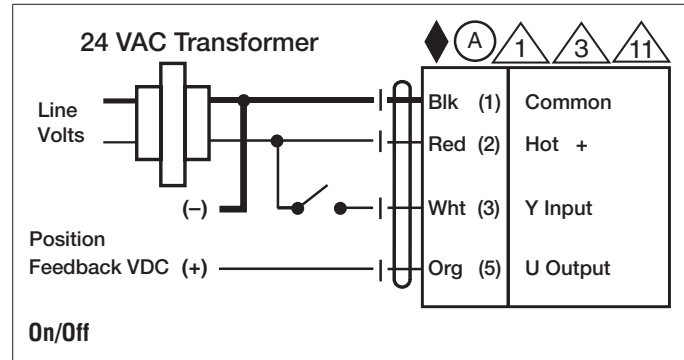 24 VAC Transformer
A 1 3 11
Line
Volts
Blk (1) Common
Red (2) Hot +
(–)
Wht (3) Y Input
Position
Feedback VDC (+)
Org (5) U Output
On/Off